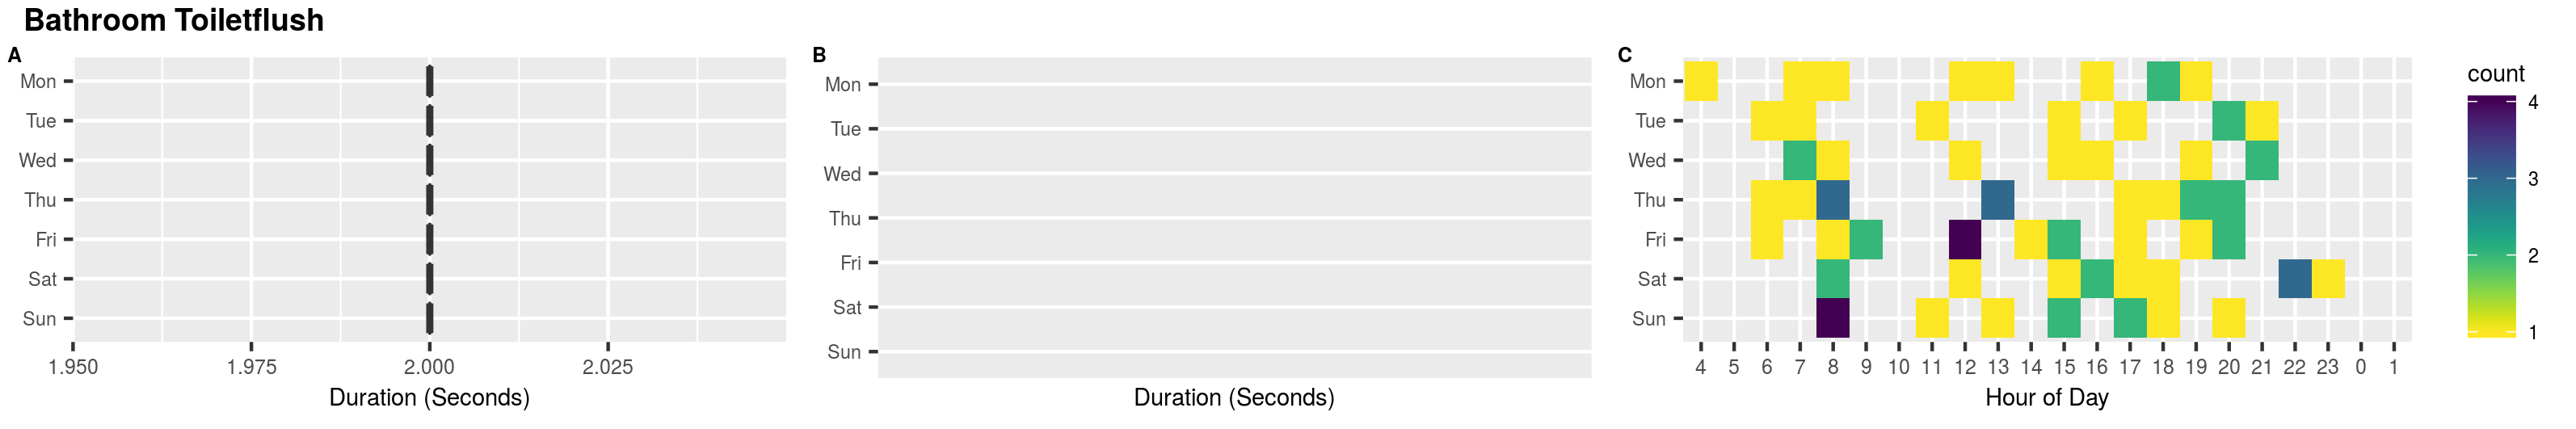 Bathroom Toiletflush
A
Mon
Tue
Wed
Thu
Fri
Sat
Sun
1.950 1.975 2.000 2.025
Duration (Seconds)
B
Mon
Tue
Wed
Thu
Fri
Sat
Sun
Duration (Seconds)
C
Mon
Tue
Wed
Thu
Fri
Sat
Sun
4 5 6 7 8 9 10 11 12 13 14 15 16 17 18 19 20 21 22 23 0 1
Hour of Day
count
4
3
2
1